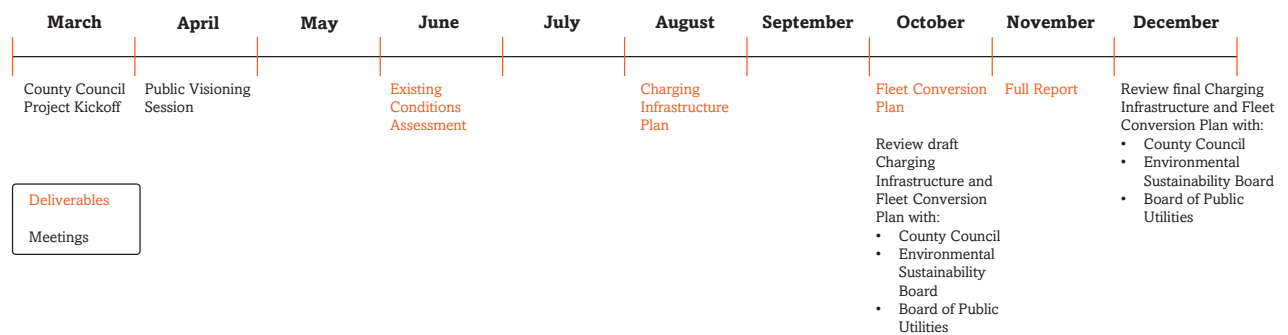 March April May June July August September October November December
County Council
Project Kickoff
Public Visioning
Session
Existing
Conditions
Assessment
Charging
Infrastructure
Plan
Fleet Conversion
Plan
Review draft
Charging
Infrastructure and
Fleet Conversion
Plan with:
• County Council
• Environmental
Sustainability
Board
• Board of Public
Utilities
Full Report
Review final Charging
Infrastructure and Fleet
Conversion Plan with:
• County Council
• Environmental
Sustainability Board
• Board of Public
Utilities
Deliverables
Meetings